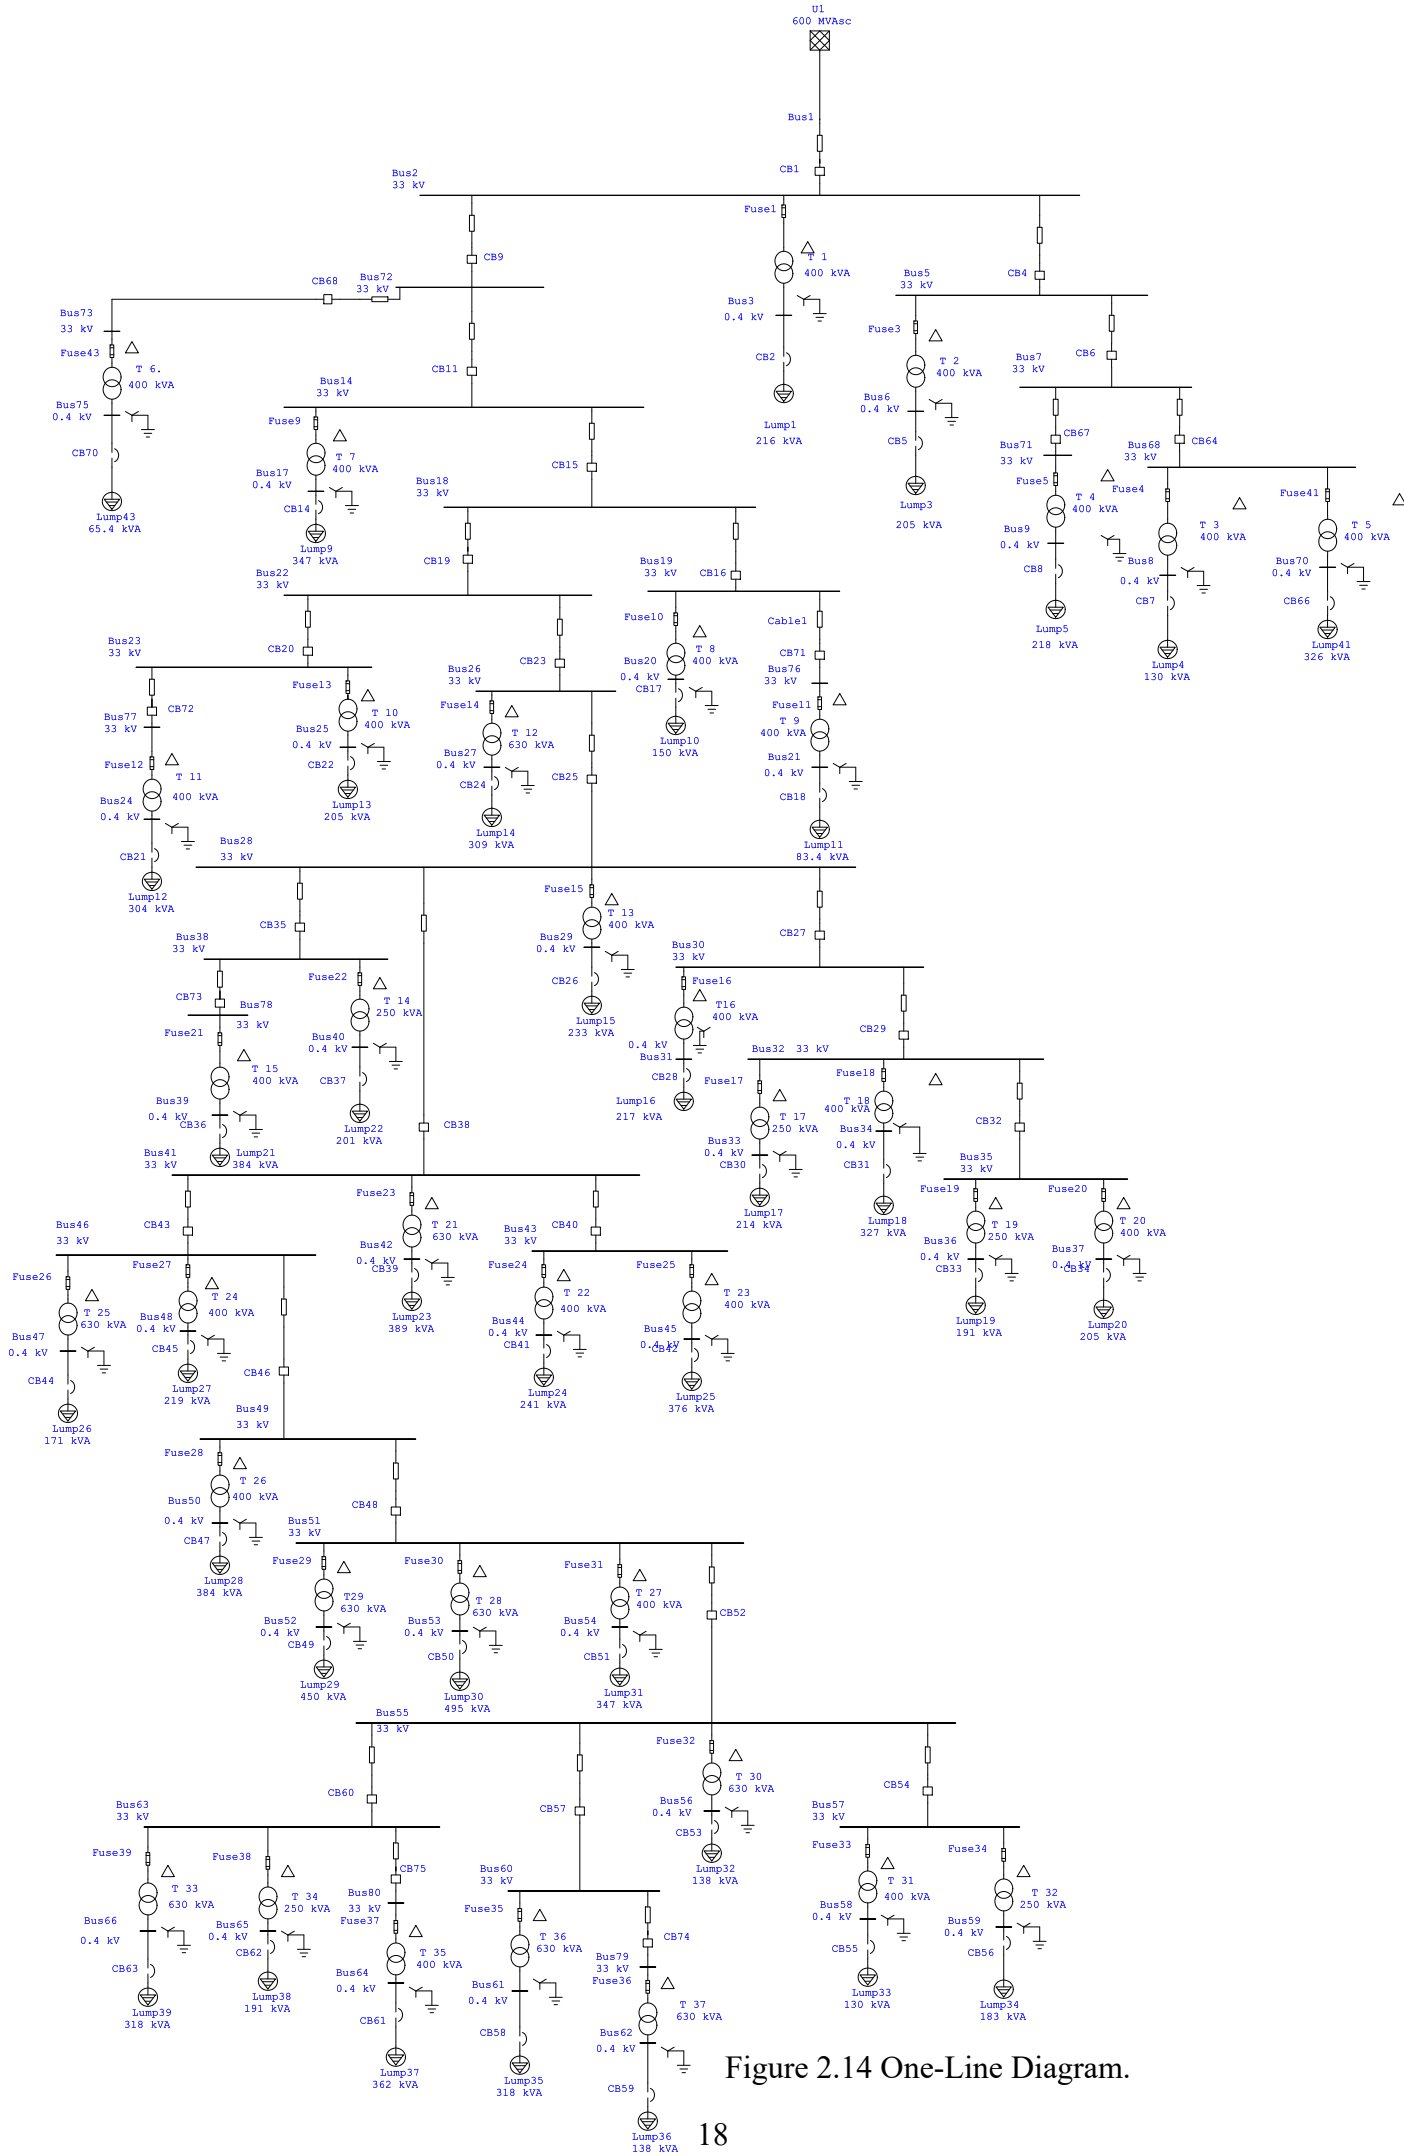 U1
600 MVAsc
Bus1
CB1
Bus2
33 kV
Fuse1
CB9
T 1
400 kVA
CB4
Bus5
33 kV
CB68
Bus72
33 kV
Bus3
0.4 kV
Bus73
33 kV
Fuse3
CB2
CB6
Fuse43
T 2
400 kVA
Bus7
33 kV
T 6.
400 kVA
CB11
Bus14
33 kV
Bus6
0.4 kV
Bus75
0.4 kV
Fuse9
Lump1
216 kVA
CB5
CB67
CB64
CB70
T 7
400 kVA
CB15
Bus71
33 kV
Bus68
33 kV
Bus17
0.4 kV
Bus18
33 kV
Fuse5
Fuse4
Fuse41
Lump43
65.4 kVA
CB14
Lump3
205 kVA
T 4
400 kVA
T 3
400 kVA
T 5
400 kVA
Lump9
347 kVA
Bus9
0.4 kV
CB19
Bus19
33 kV
CB16
Bus8
0.4 kV
Bus70
0.4 kV
Bus22
33 kV
CB8
CB7
CB66
Fuse10
Cable1
Lump5
218 kVA
Lump41
326 kVA
Bus23
33 kV
CB20
CB23
T 8
400 kVA
CB71
Lump4
130 kVA
Bus26
33 kV
Bus20
0.4 kV
Bus76
33 kV
Fuse13
CB17
CB72
Bus77
33 kV
T 10
400 kVA
Fuse14
Fuse11
Bus25
0.4 kV
T 12
630 kVA
T 9
400 kVA
Lump10
150 kVA
Fuse12
Bus27
0.4 kV
Bus21
0.4 kV
T 11
400 kVA
CB22
CB24
CB25
CB18
Bus24
0.4 kV
Lump13
205 kVA
Lump14
309 kVA
Lump11
83.4 kVA
CB21
Bus28
33 kV
Lump12
304 kVA
Fuse15
T 13
400 kVA
CB35
CB27
Bus38
33 kV
Bus29
0.4 kV
Bus30
33 kV
Fuse22
CB26
Fuse16
CB73
Bus78
33 kV
T 14
250 kVA
T16
400 kVA
Lump15
233 kVA
CB29
Fuse21
Bus40
0.4 kV
0.4 kV
Bus31
Bus32 33 kV
T 15
400 kVA
CB37
CB28
Fuse17
Fuse18
Bus39
0.4 kV
Lump16
217 kVA
T 17
250 kVA
T 18
400 kVA
CB36
Lump22
201 kVA
CB38
Bus33
0.4 kV
Bus34
0.4 kV
CB32
Bus41
33 kV
Lump21
384 kVA
CB30
CB31
Bus35
33 kV
Fuse23
Fuse19
Fuse20
Lump17
214 kVA
Lump18
327 kVA
Bus46
33 kV
CB43
T 21
630 kVA
Bus43
33 kV
CB40
T 19
250 kVA
T 20
400 kVA
Bus42
0.4 kV
Bus36
0.4 kV
Bus37
0.4 kV
Fuse26
Fuse27
CB39
Fuse24
Fuse25
CB33
CB34
T 25
630 kVA
T 24
400 kVA
T 22
400 kVA
T 23
400 kVA
Bus47
0.4 kV
Bus48
0.4 kV
Lump23
389 kVA
Bus44
0.4 kV
Bus45
0.4 kV
Lump19
191 kVA
Lump20
205 kVA
CB45
CB41
CB42
CB44
CB46
Lump27
219 kVA
Lump24
241 kVA
Lump25
376 kVA
Bus49
33 kV
Lump26
171 kVA
Fuse28
T 26
400 kVA
Bus50
0.4 kV
CB48
CB47
Bus51
33 kV
Fuse29
Fuse30
Fuse31
Lump28
384 kVA
T29
630 kVA
T 28
630 kVA
T 27
400 kVA
Bus52
0.4 kV
Bus53
0.4 kV
Bus54
0.4 kV
CB52
CB49
CB50
CB51
Lump29
450 kVA
Lump30
495 kVA
Lump31
347 kVA
Bus55
33 kV
Fuse32
T 30
630 kVA
CB60
CB54
Bus63
33 kV
CB57
Bus56
0.4 kV
Bus57
33 kV
CB53
Fuse39
Fuse38
Fuse33
Fuse34
CB75
Bus60
33 kV
Lump32
138 kVA
T 33
630 kVA
T 34
250 kVA
Bus80
33 kV
T 31
400 kVA
T 32
250 kVA
Fuse37
Fuse35
Bus66
0.4 kV
Bus65
0.4 kV
Bus58
0.4 kV
Bus59
0.4 kV
T 36
630 kVA
CB74
CB62
T 35
400 kVA
CB55
CB56
Bus79
33 kV
CB63
Bus64
0.4 kV
Bus61
0.4 kV
Fuse36
Lump38
191 kVA
Lump33
130 kVA
Lump34
183 kVA
Lump39
318 kVA
T 37
630 kVA
CB61
CB58
Bus62
0.4 kV
Lump37
362 kVA
Lump35
318 kVA
CB59
Figure 2.14 One-Line Diagram.
Lump36
138 kVA
18